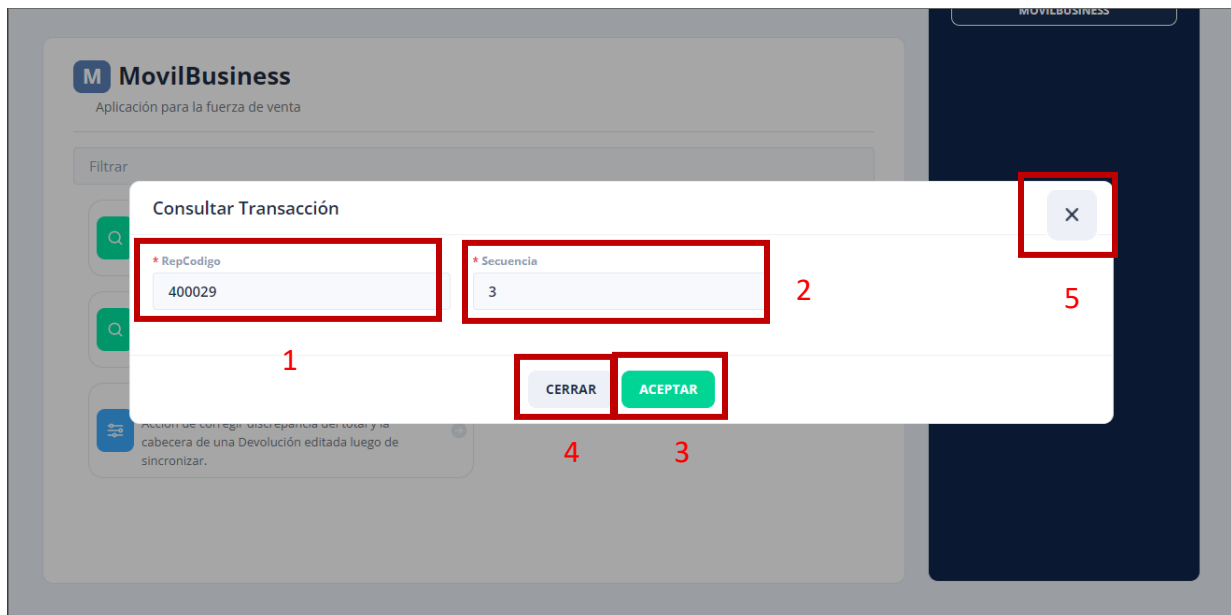 MOVILBUSINESS
M MovilBusiness
Aplicación para la fuerza de venta
Filtrar
Consultar Transacción
* RepCodigo
* Secuencia
400029
3
2
5
1
CERRAR
ACEPTAR
4
3
Acción de corregir discrepancia del total y la
cabecera de una Devolución editada luego de
sincronizar.